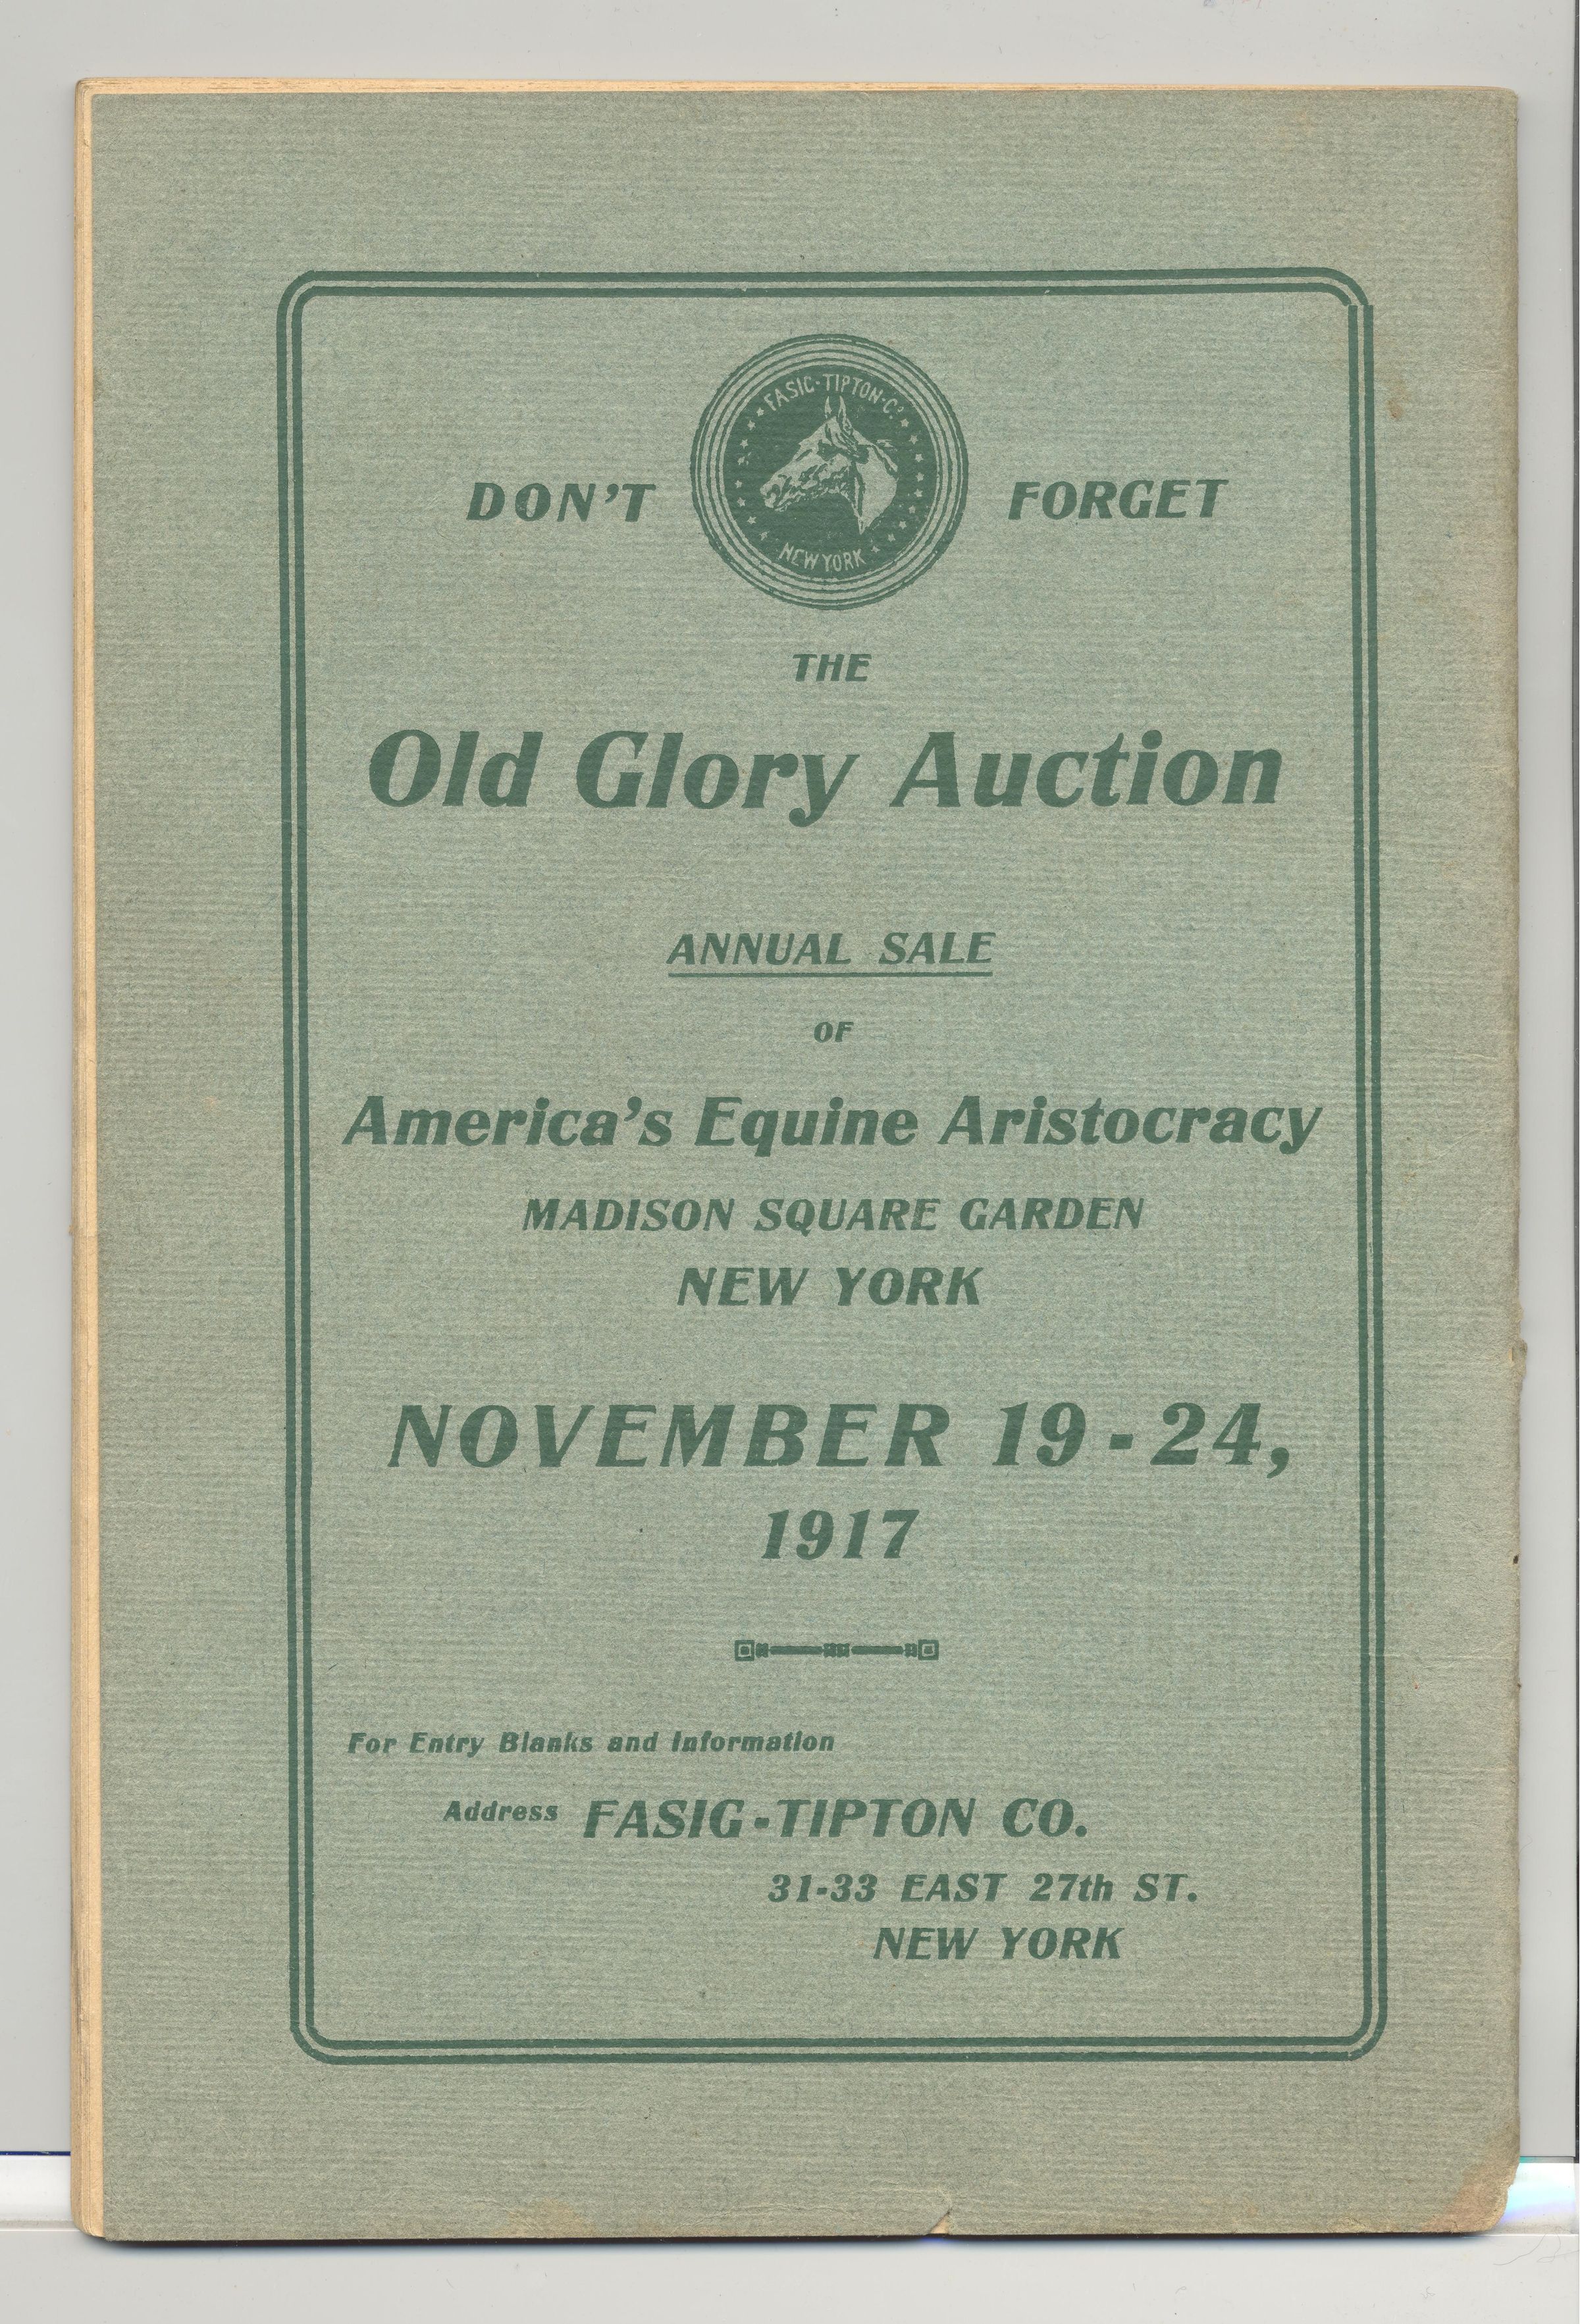 FASIG-TIPTON-Co.
NEW YORK
DON'T FORGET
THE
Old Glory Auction
ANNUAL SALE
OF
America's Equine Aristocracy
MADISON SQUARE GARDEN
NEW YORK
NOVEMBER 19-24,
1917
For Entry Blanks and Information
Address FASIG-TIPTON CO.
31-33 EAST 27th ST.
NEW YORK